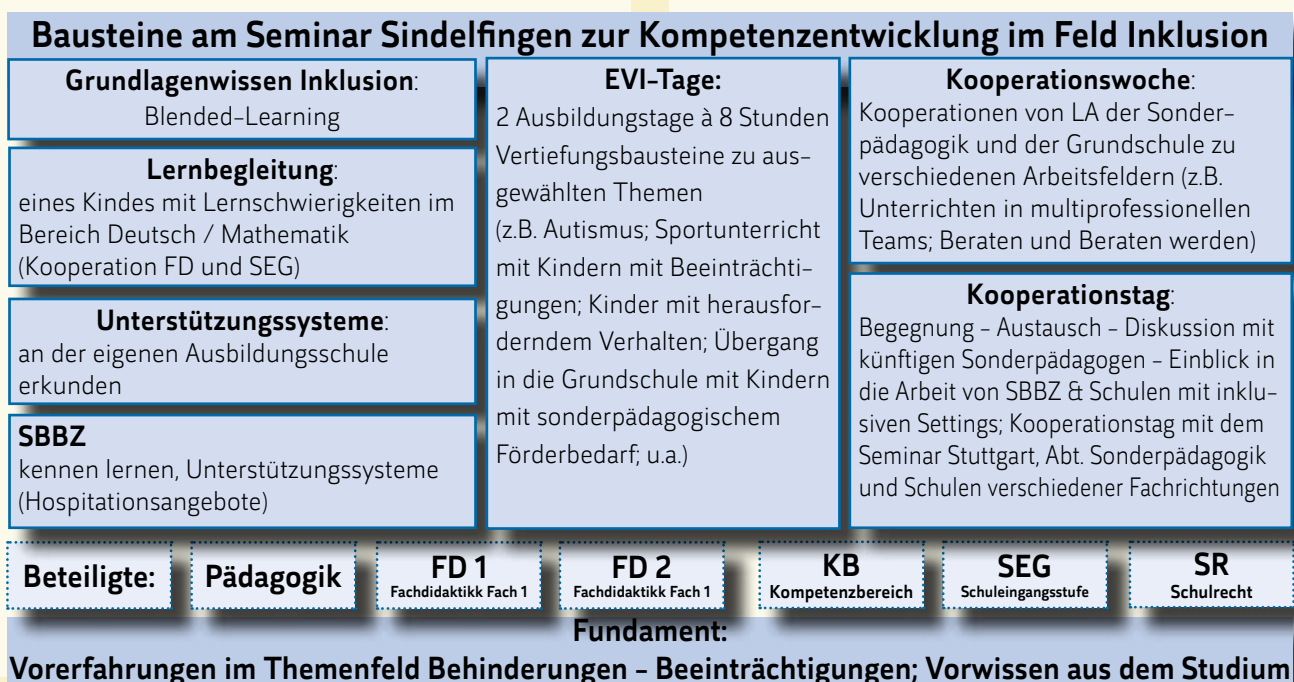 Bausteine am Seminar Sindelfingen zur Kompetenzentwicklung im Feld Inklusion
Grundlagenwissen Inklusion:
Blended-Learning
Lernbegleitung:
eines Kindes mit Lernschwierigkeiten im
Bereich Deutsch / Mathematik
(Kooperation FD und SEG)
Unterstützungssysteme:
an der eigenen Ausbildungsschule
erkunden
SBBZ
kennen lernen, Unterstützungssysteme
(Hospitationsangebote)
EVI-Tage:
2 Ausbildungstage à 8 Stunden
Vertiefungsbausteine zu aus-
gewählten Themen
(z.B. Autismus; Sportunterricht
mit Kindern mit Beeinträchti-
gungen; Kinder mit herausfor-
derndem Verhalten; Übergang
in die Grundschule mit Kindern
mit sonderpädagogischem
Förderbedarf; u.a.)
Kooperationswoche:
Kooperationen von LA der Sonder-
pädagogik und der Grundschule zu
verschiedenen Arbeitsfeldern (z.B.
Unterrichten in multiprofessionellen
Teams; Beraten und Beraten werden)
Kooperationstag:
Begegnung - Austausch - Diskussion mit
künftigen Sonderpädagogen - Einblick in
die Arbeit von SBBZ & Schulen mit inklu-
siven Settings; Kooperationstag mit dem
Seminar Stuttgart, Abt. Sonderpädagogik
und Schulen verschiedener Fachrichtungen
Beteiligte:
Pädagogik
FD 1
Fachdidaktikk Fach 1
FD 2
Fachdidaktikk Fach 1
KB
Kompetenzbereich
SEG
Schuleingangsstufe
SR
Schulrecht
Fundament:
Vorerfahrungen im Themenfeld Behinderungen - Beeinträchtigungen; Vorwissen aus dem Studium